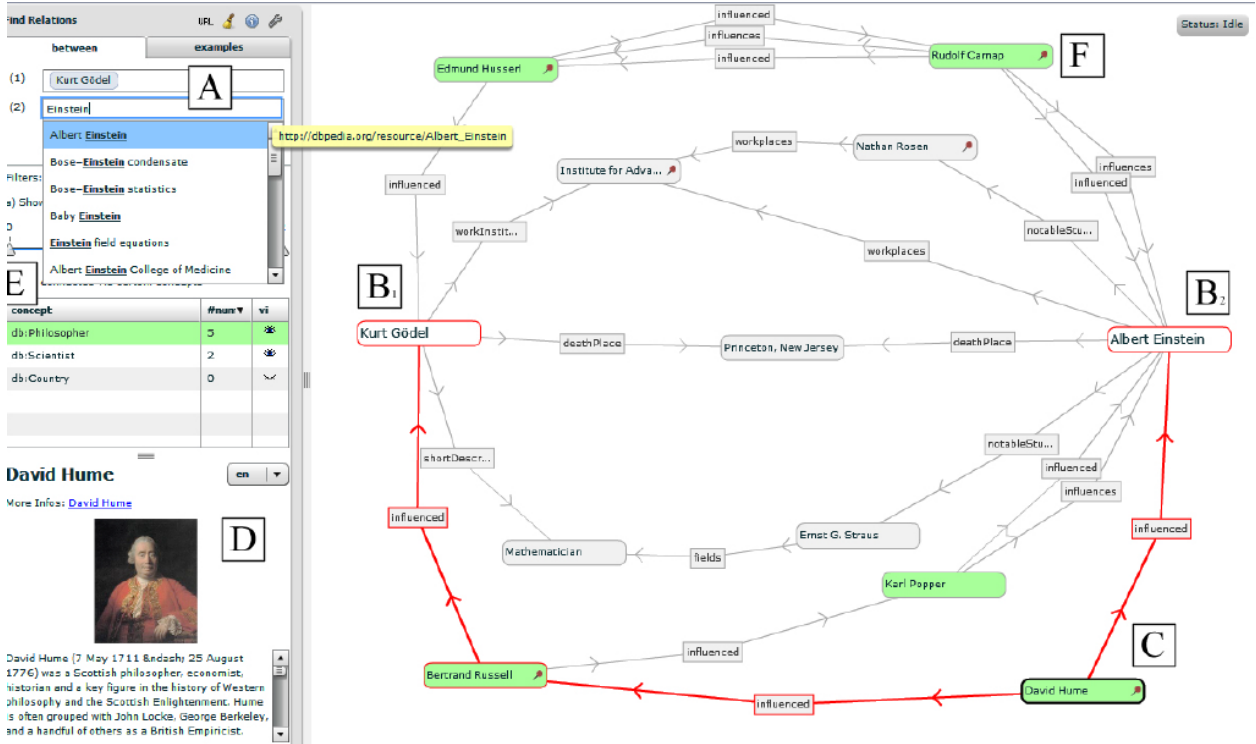 Find Relations
URL
between
examples
(1)
Kurt Gödel
A
(2)
Einstein
Albert Einstein
http://dbpedia.org/resource/Albert_Einstein
Bose–Einstein condensate
Bose–Einstein statistics
Baby Einstein
Einstein field equations
Albert Einstein College of Medicine
Filters:
0
E
concept
#num▼
vi
db:Philosopher
5
db:Scientist
2
db:Country
0
David Hume
en
More Infos: David Hume
D
David Hume (7 May 1711 &ndash; 25 August
1776) was a Scottish philosopher, economist,
historian and a key figure in the history of Western
philosophy and the Scottish Enlightenment. Hume
is often grouped with John Locke, George Berkeley,
and a handful of others as a British Empiricist.
Status: Idle
influenced
influences
influenced
Edmund Husserl
Rudolf Carnap
F
workplaces
Nathan Rosen
Institute for Adva...
influences
influenced
influenced
workInstit...
notableStu...
workplaces
B1
B2
Kurt Gödel
deathPlace
Princeton, New Jersey
deathPlace
Albert Einstein
shortDescr...
notableStu...
influenced
influences
influenced
influenced
Ernst G. Straus
Mathematician
fields
Karl Popper
influenced
C
Bertrand Russell
David Hume
influenced